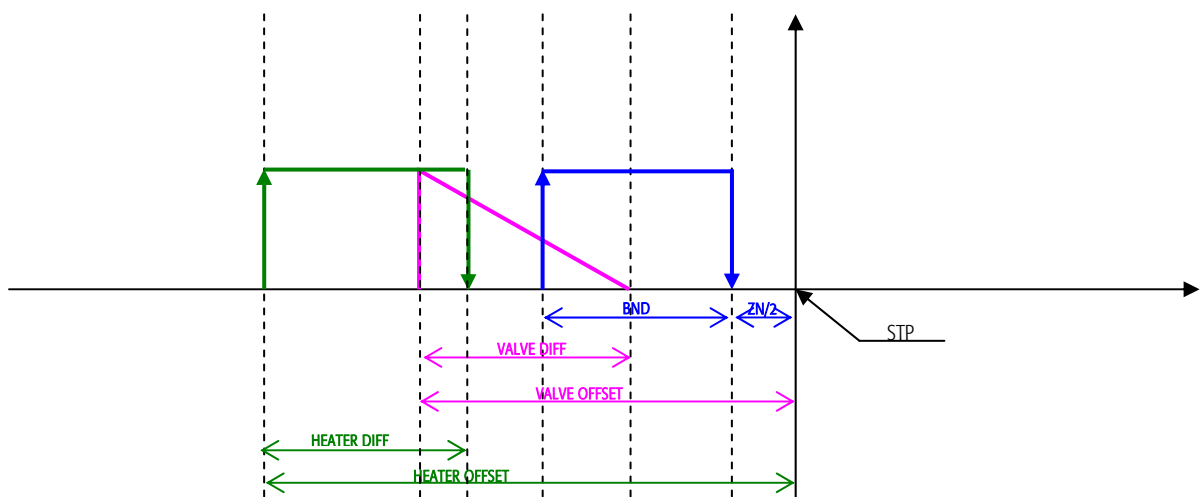 BND
ZN/2
STP
VALVE DIFF
VALVE OFFSET
HEATER DIFF
HEATER OFFSET